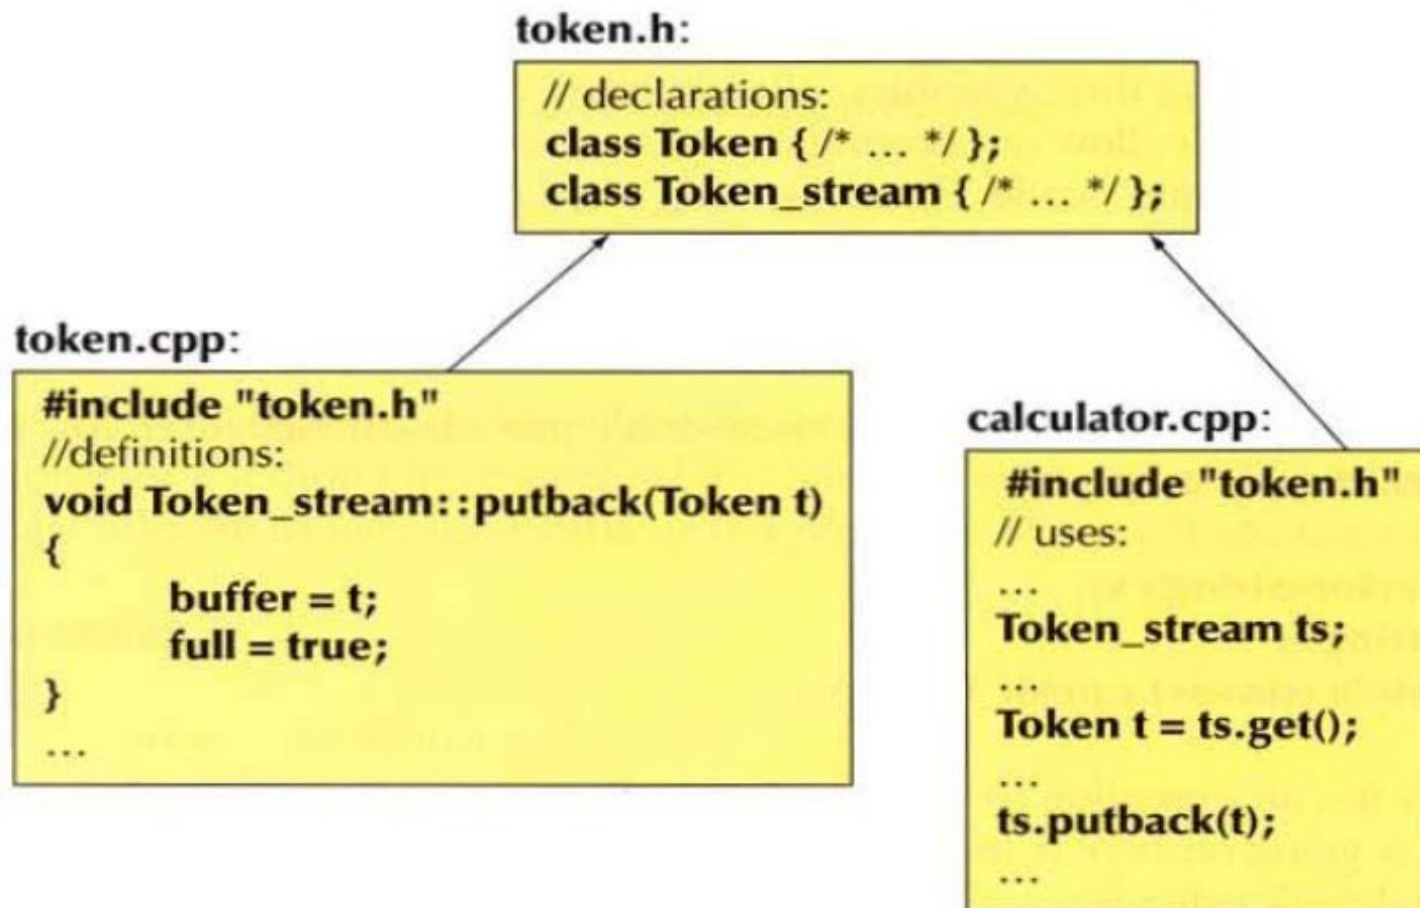 token.h:
// declarations:
class Token { /* ... */ };
class Token_stream { /* ... */ };
token.cpp:
#include "token.h"
//definitions:
void Token_stream::putback(Token t)
{
buffer = t;
full = true;
}
...
calculator.cpp:
#include "token.h"
// uses:
...
Token_stream ts;
...
Token t = ts.get();
...
ts.putback(t);
...